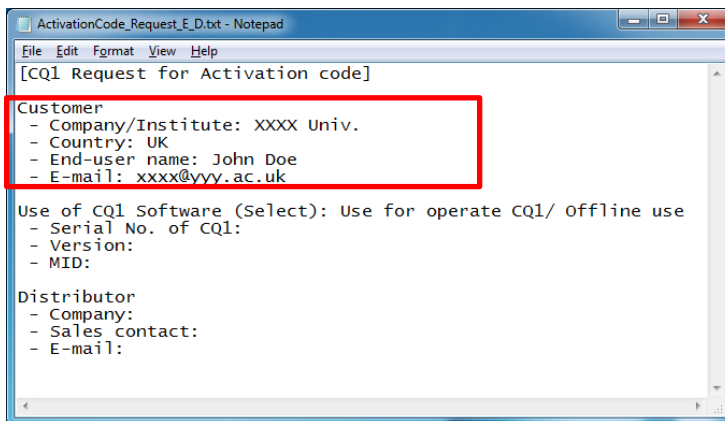 ActivationCode_Request_E_D.txt - Notepad
File Edit Format View Help
[CQ1 Request for Activation code]
Customer
- Company/Institute: XXXX Univ.
- Country: UK
- End-user name: John Doe
- E-mail: xxxx@yyy.ac.uk
Use of CQ1 Software (Select): Use for operate CQ1/ Offline use
- Serial No. of CQ1:
- Version:
- MID:
Distributor
- Company:
- Sales contact:
- E-mail: